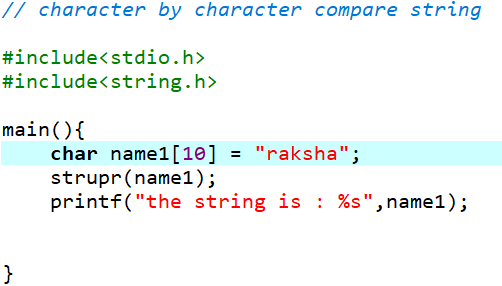 // character by character compare string
#include<stdio.h>
#include<string.h>
main(){
    char name1[10] = "raksha";
    strupr(name1);
    printf("the string is : %s",name1);
}